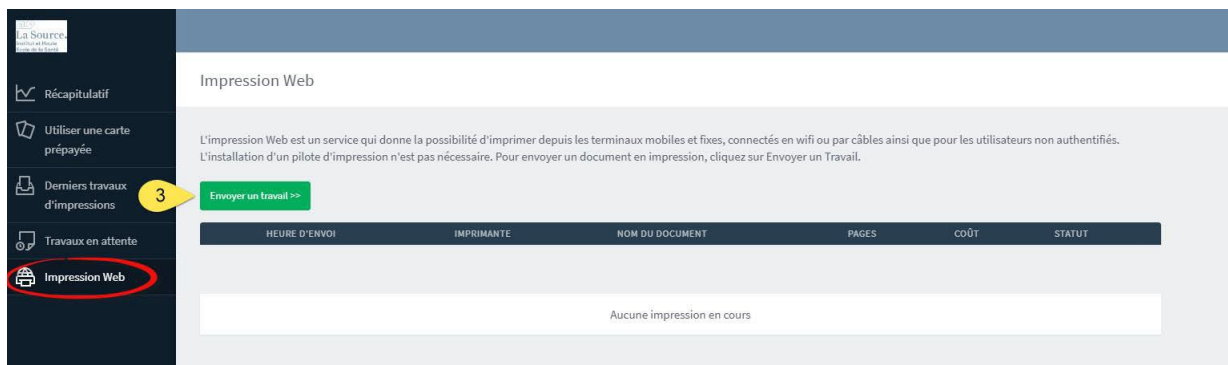 La Source.
Récapitulatif
Utiliser une carte
prépayée
Derniers travaux
d'impressions
Travaux en attente
Impression Web
Impression Web
L'impression Web est un service qui donne la possibilité d'imprimer depuis les terminaux mobiles et fixes, connectés en wifi ou par câbles ainsi que pour les utilisateurs non authentifiés.
L'installation d'un pilote d'impression n'est pas nécessaire. Pour envoyer un document en impression, cliquez sur Envoyer un Travail.
3
Envoyer un travail >>
HEURE D'ENVOI IMPRIMANTE NOM DU DOCUMENT PAGES COÛT STATUT
Aucune impression en cours